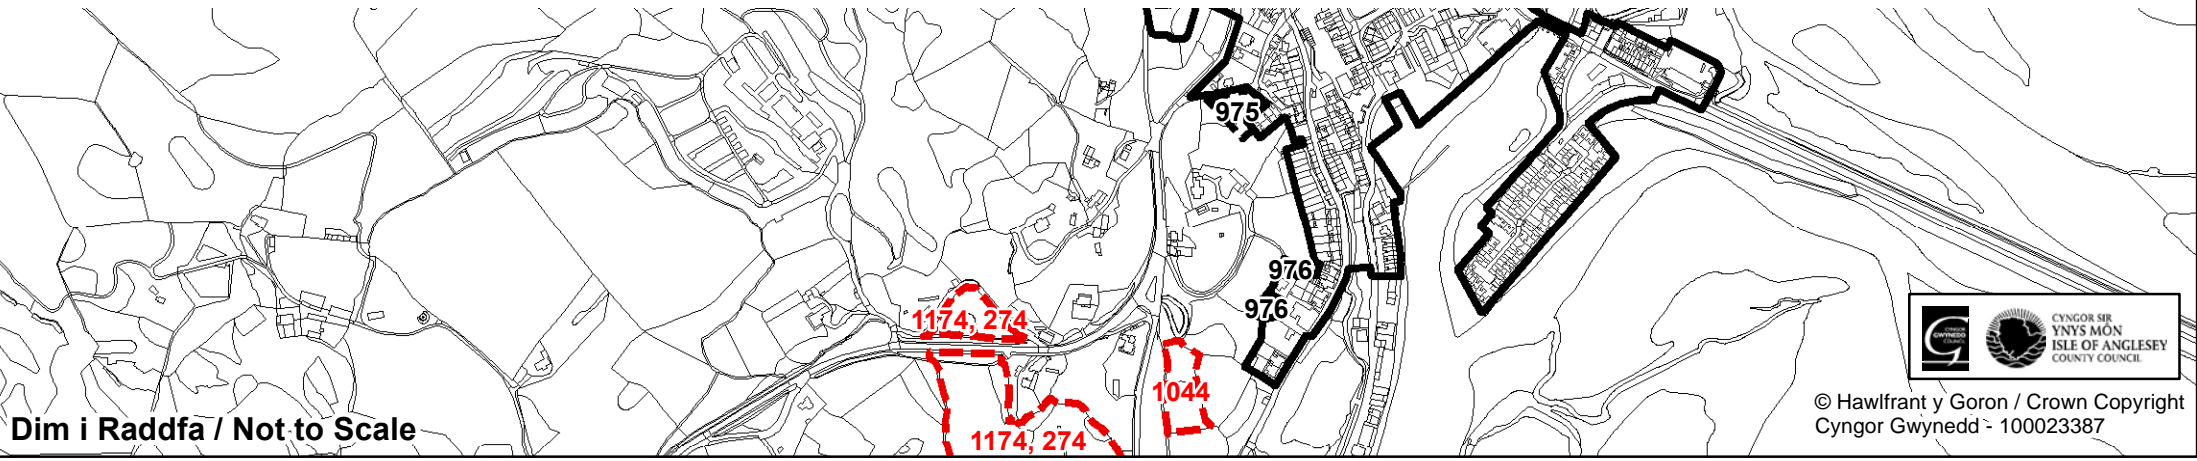 975
976
976
1174, 274
1044
1174, 274
Dim i Raddfa / Not to Scale
CYNGOR
GWYNEDD
COUNCIL
CYNGOR SIR
YNYS MÔN
ISLE OF ANGLESEY
COUNTY COUNCIL
© Hawlfraint y Goron / Crown Copyright
Cyngor Gwynedd - 100023387